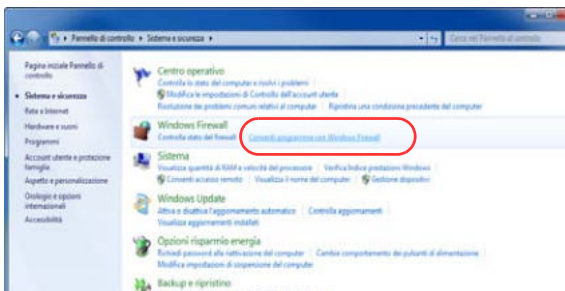 Pannello di controllo ▸ Sistema e sicurezza ▸
Cerca nel Pannello di controllo
Pagina iniziale Pannello di
controllo
Sistema e sicurezza
Rete e Internet
Hardware e suoni
Programmi
Account utente e protezione
famiglia
Aspetto e personalizzazione
Orologio e opzioni
internazionali
Accessibilità
Centro operativo
Controlla lo stato del computer e risolvi i problemi
Modifica le impostazioni di Controllo dell'account utente
Risoluzione dei problemi comuni relativi al computer
Ripristina una condizione precedente del computer
Windows Firewall
Controlla stato del firewall
Consenti programma con Windows Firewall
Sistema
Visualizza quantità di RAM e velocità del processore
Verifica Indice prestazioni Windows
Consenti accesso remoto
Visualizza il nome del computer
Gestione dispositivi
Windows Update
Attiva o disattiva l'aggiornamento automatico
Controlla aggiornamenti
Visualizza aggiornamenti installati
Opzioni risparmio energia
Richiedi password alla riattivazione del computer
Cambia comportamento dei pulsanti di alimentazione
Modifica impostazioni di sospensione del computer
Backup e ripristino